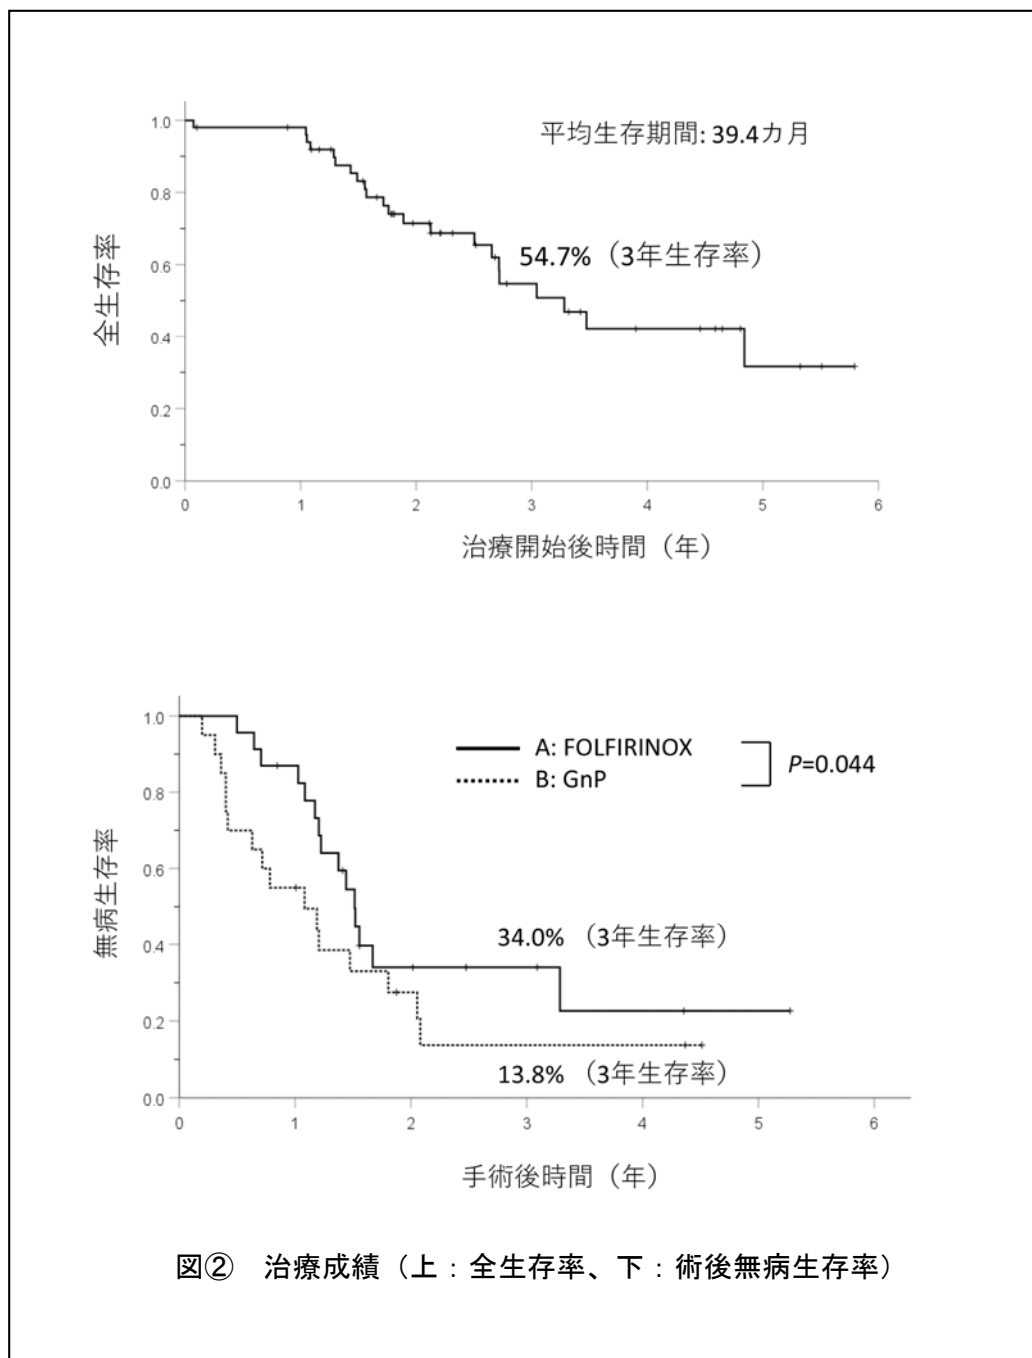 1.0
0.8
0.6
0.4
0.2
0.0
全生存率
平均生存期間: 39.4カ月
54.7%（3年生存率）
0 1 2 3 4 5 6
治療開始後時間（年）
1.0
0.8
0.6
0.4
0.2
0.0
無病生存率
A: FOLFIRINOX
B: GnP
P=0.044
34.0% （3年生存率）
13.8% （3年生存率）
0 1 2 3 4 5 6
手術後時間（年）
図② 治療成績（上：全生存率、下：術後無病生存率）